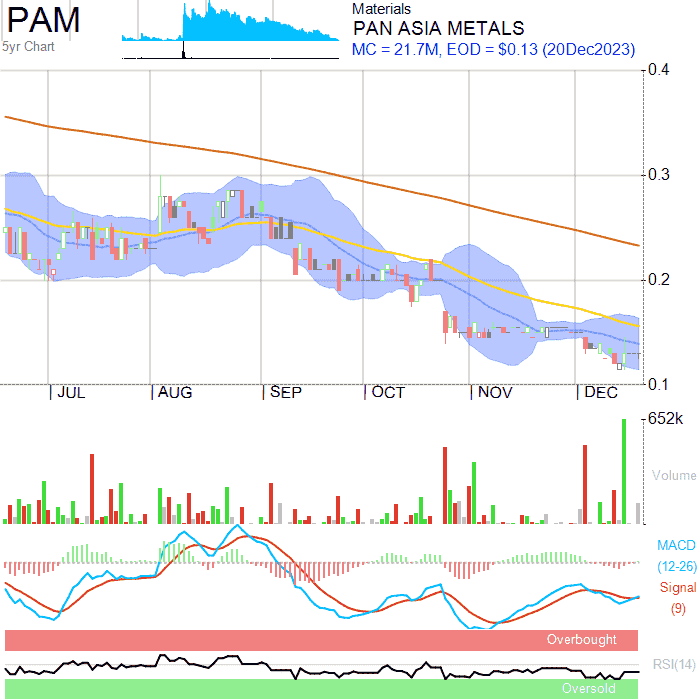 PAM
5yr Chart
Materials
PAN ASIA METALS
MC = 21.7M, EOD = $0.13 (20Dec2023)
0.4
0.3
0.2
0.1
JUL AUG SEP OCT NOV DEC
652k
Volume
MACD
(12-26)
Signal
(9)
Overbought
RSI(14)
Oversold